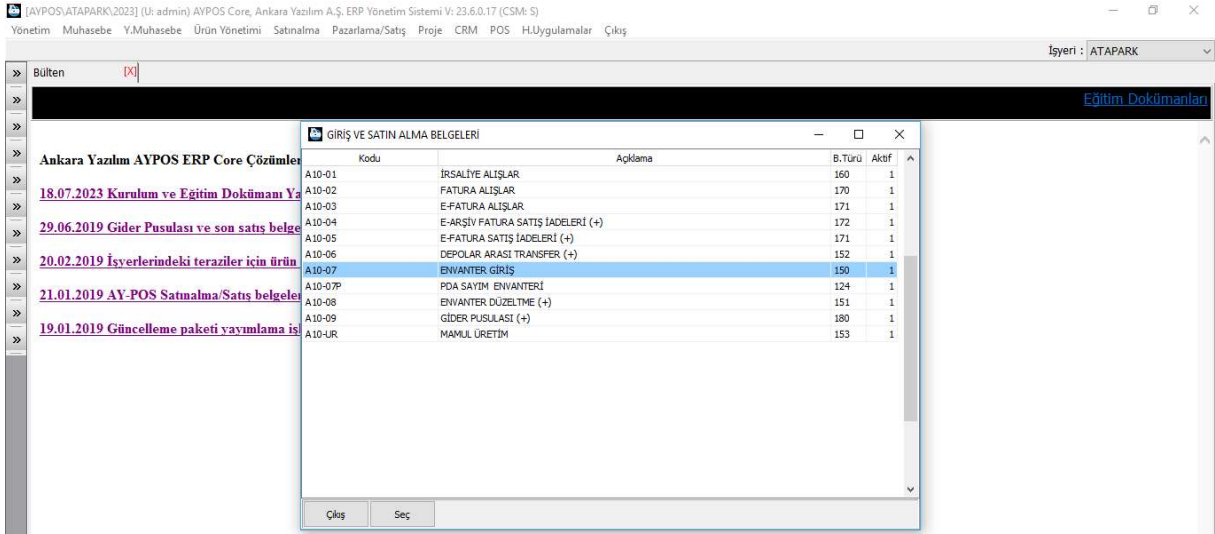 [AYPOS\ATAPARK\2023] (U: admin) AYPOS Core, Ankara Yazılım A.Ş. ERP Yönetim Sistemi V: 23.6.0.17 (CSM: S)
Yönetim Muhasebe Y.Muhasebe Ürün Yönetimi Satınalma Pazarlama/Satış Proje CRM POS H.Uygulamalar Çıkış
İşyeri : ATAPARK
Bülten [X]
Eğitim Dokümanları
GİRİŞ VE SATIN ALMA BELGELERİ
Kodu Açıklama B.Türü Aktif
A10-01 İRSALİYE ALIŞLAR 160 1
A10-02 FATURA ALIŞLAR 170 1
A10-03 E-FATURA ALIŞLAR 171 1
A10-04 E-ARŞİV FATURA SATIŞ İADELERİ (+) 172 1
A10-05 E-FATURA SATIŞ İADELERİ (+) 171 1
A10-06 DEPOLAR ARASI TRANSFER (+) 152 1
A10-07 ENVANTER GİRİŞ 150 1
A10-07P PDA SAYIM ENVANTERİ 124 1
A10-08 ENVANTER DÜZELTME (+) 151 1
A10-09 GİDER PUSULASI (+) 180 1
A10-UR MAMUL ÜRETİM 153 1
Çıkış Seç
Ankara Yazılım AYPOS ERP Core Çözümler
18.07.2023 Kurulum ve Eğitim Dokümanı Ya
29.06.2019 Gider Pusulası ve son satış belge
20.02.2019 İşyerlerindeki teraziler için ürün
21.01.2019 AY-POS Satınalma/Satış belgeler
19.01.2019 Güncelleme paketi yayımlama iş